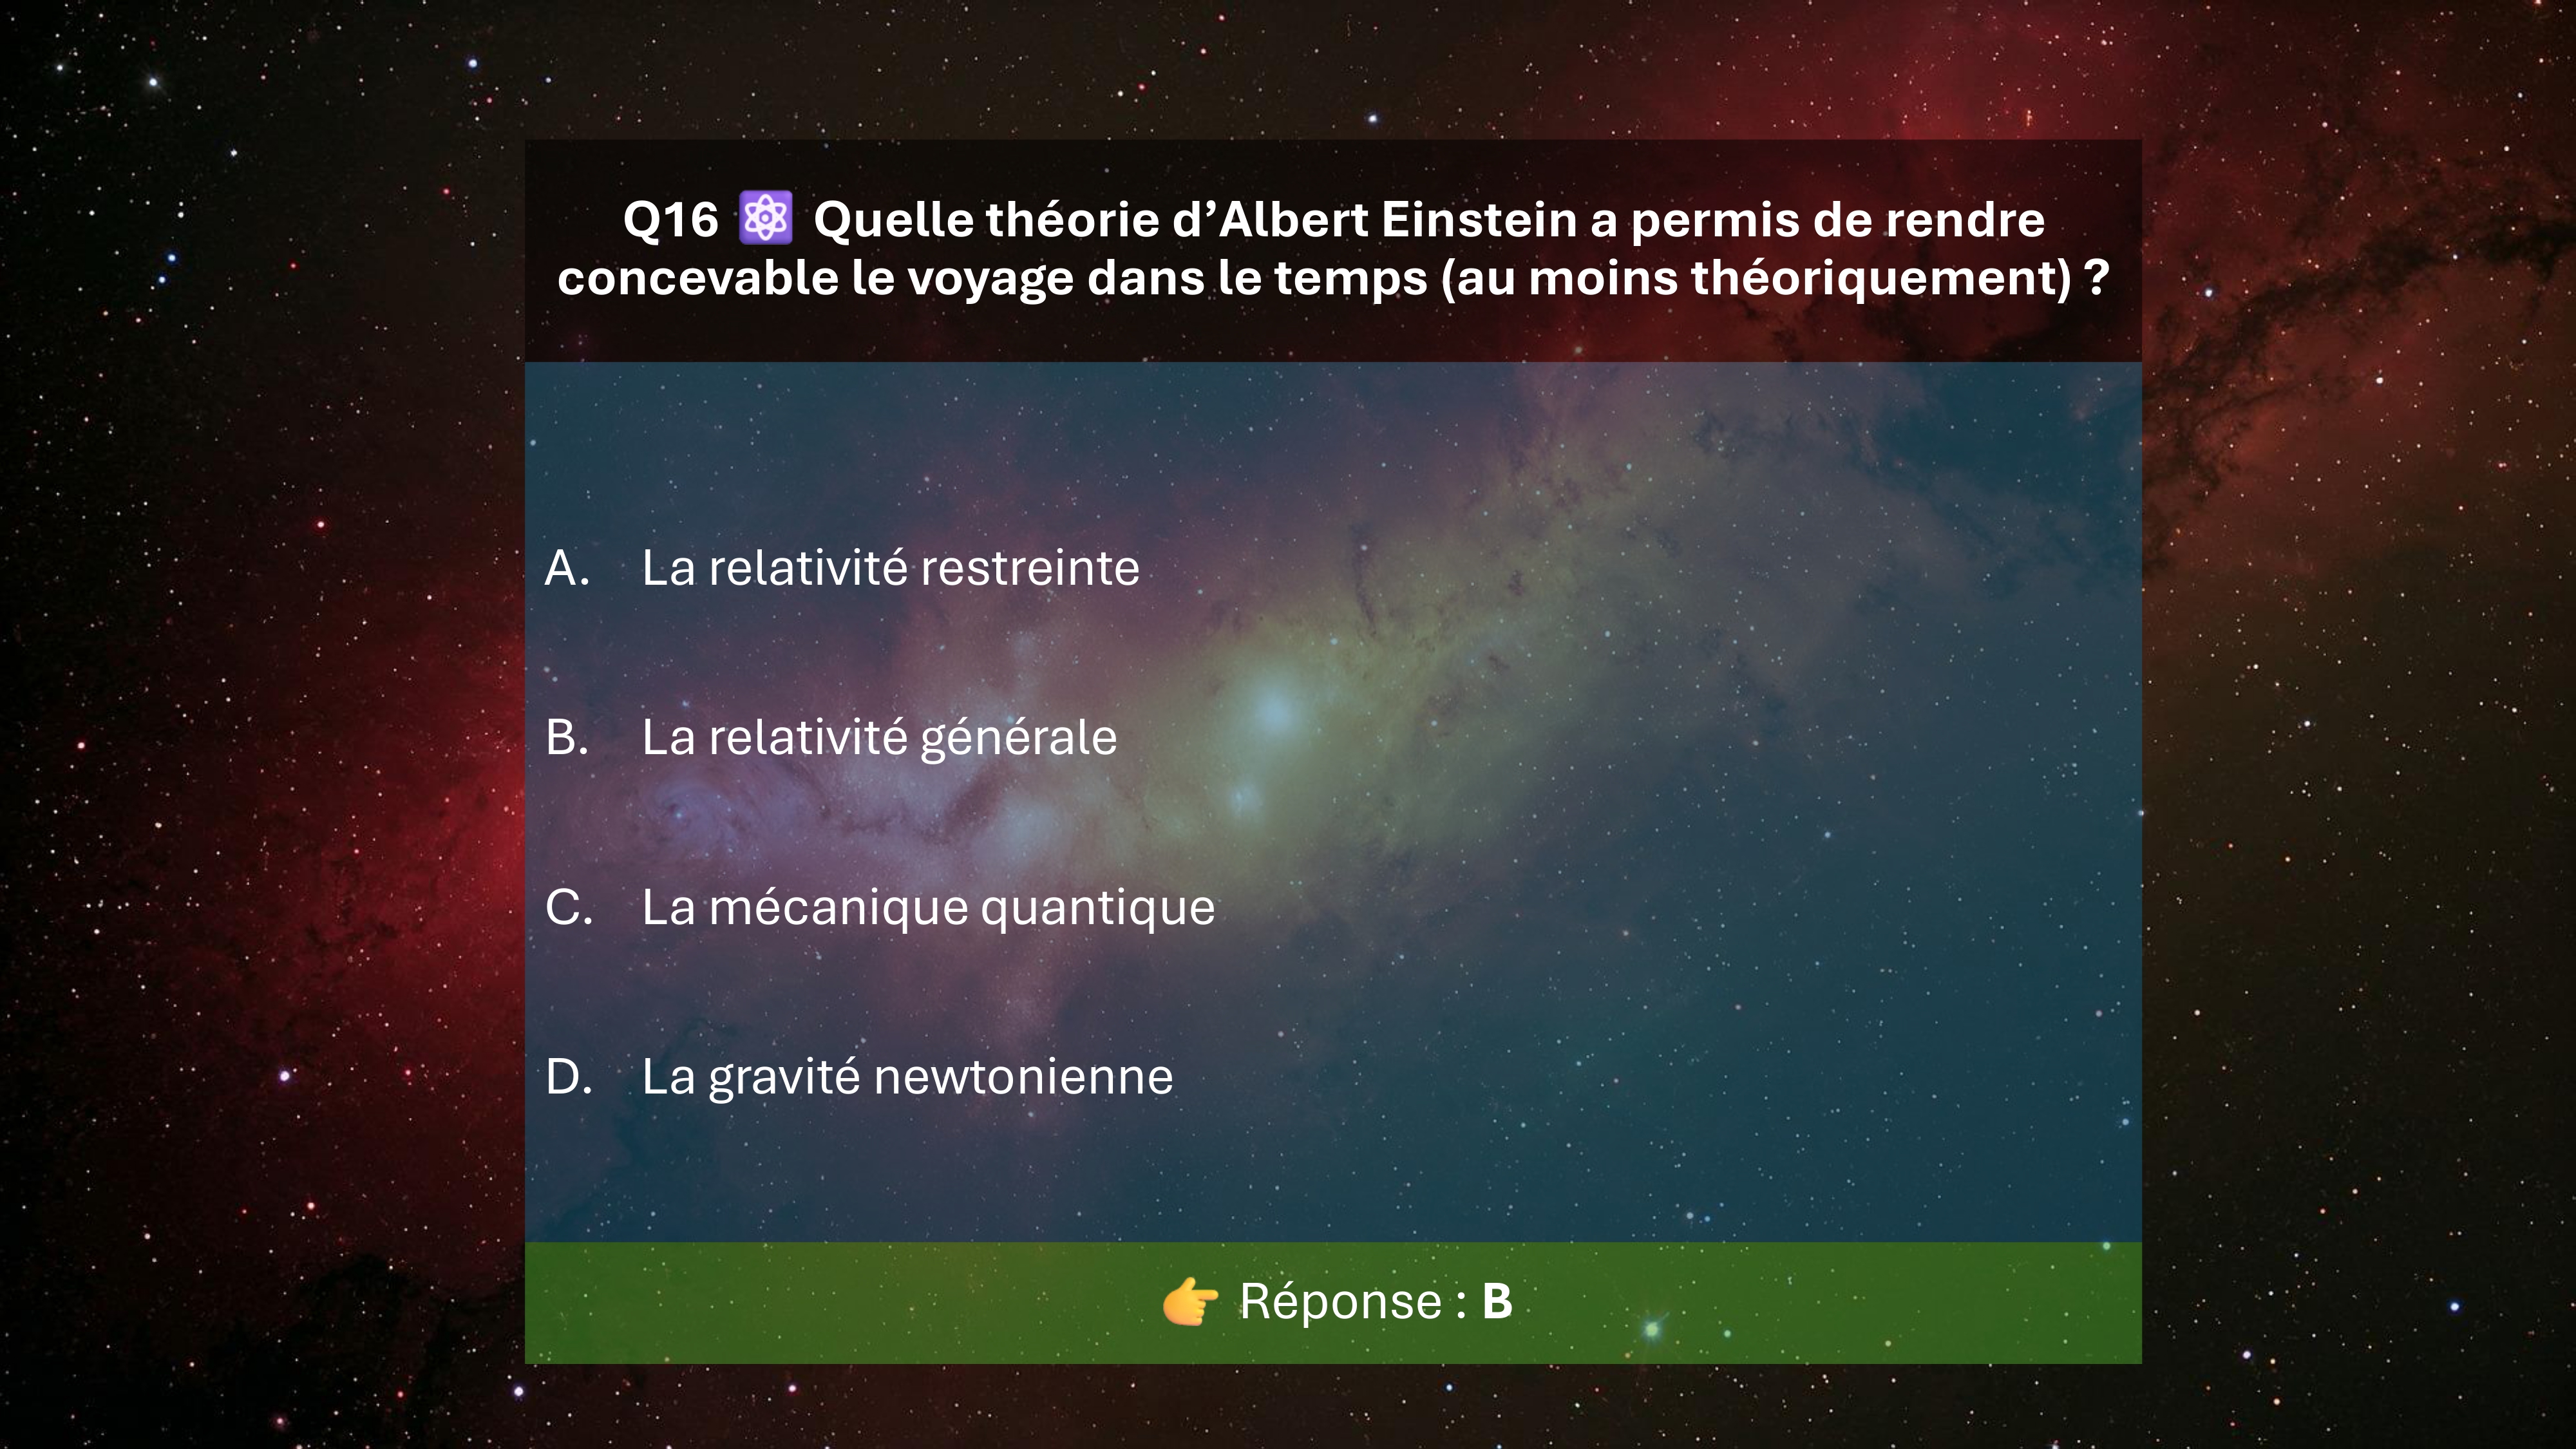 Q16 ⚛️ Quelle théorie d’Albert Einstein a permis de rendre
concevable le voyage dans le temps (au moins théoriquement) ?
A. La relativité restreinte
B. La relativité générale
C. La mécanique quantique
D. La gravité newtonienne
👉 Réponse : B